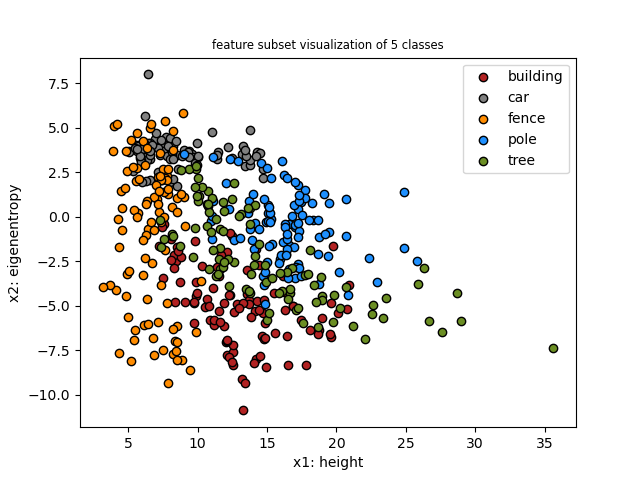 feature subset visualization of 5 classes
building
car
fence
pole
tree
7.5
5.0
2.5
0.0
−2.5
−5.0
−7.5
−10.0
x2: eigenentropy
5 10 15 20 25 30 35
x1: height